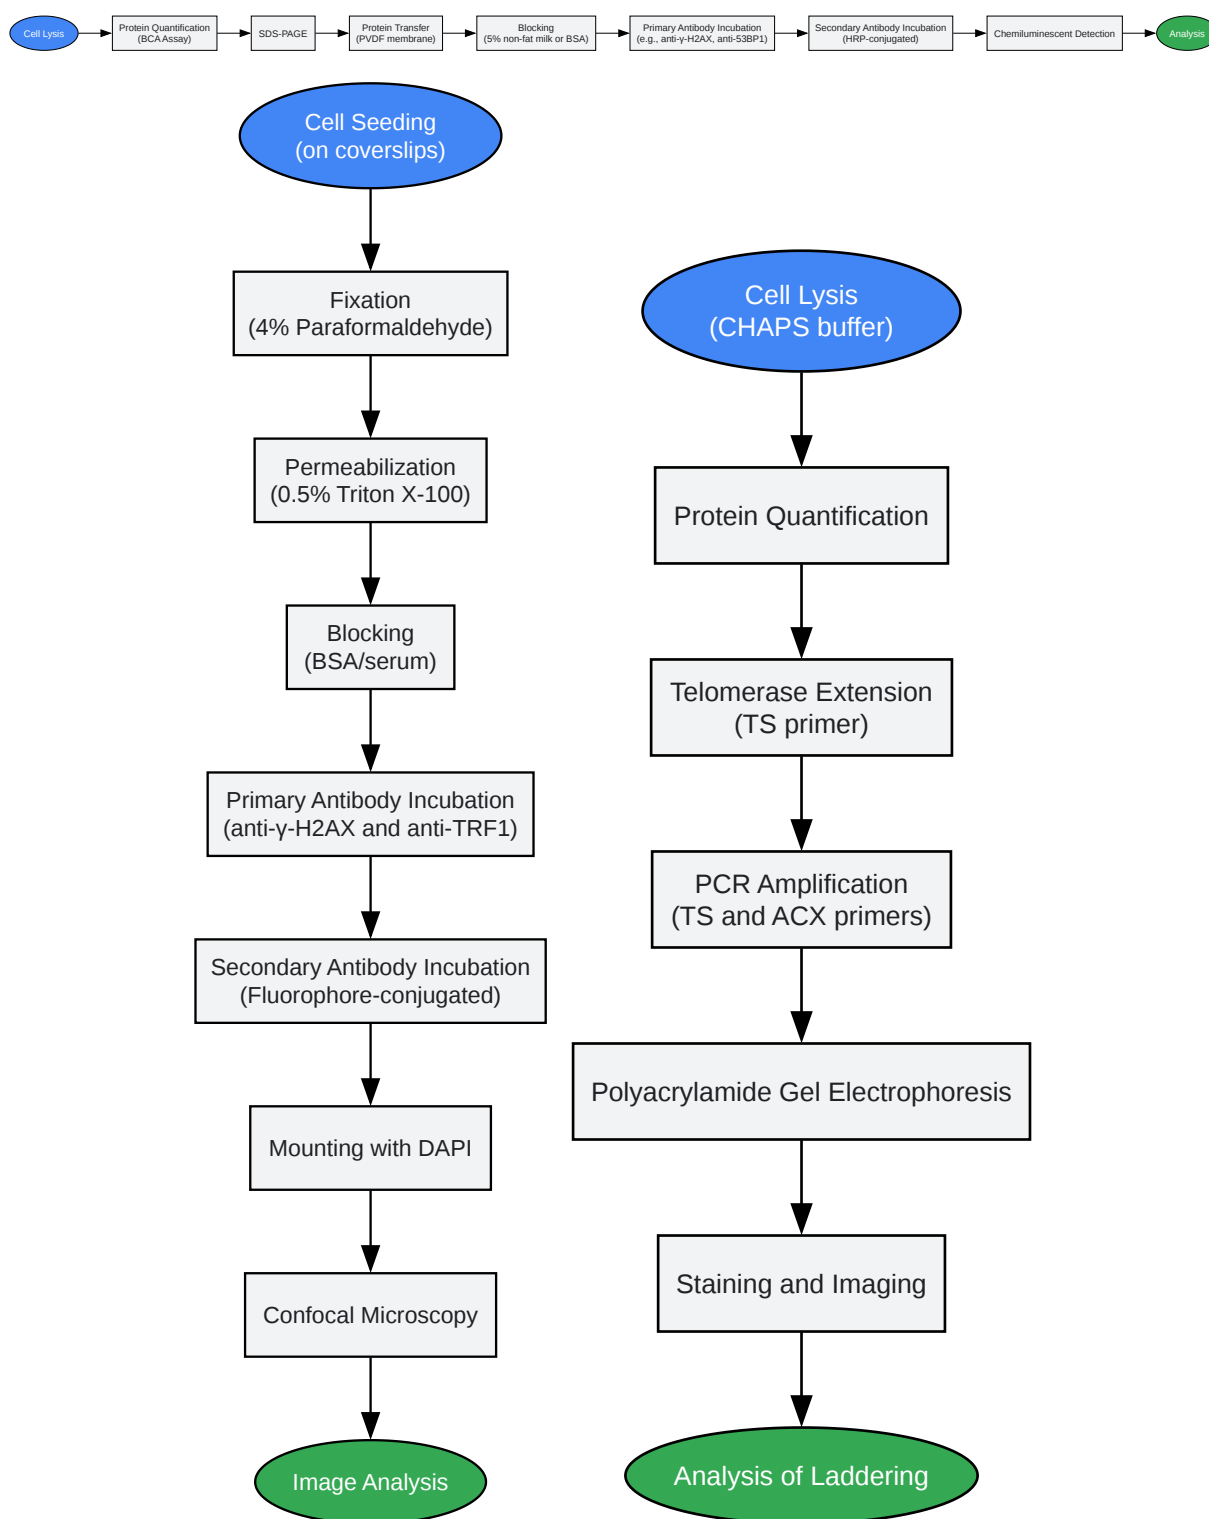 Cell Lysis
Protein Quantification
(BCA Assay)
SDS-PAGE
Protein Transfer
(PVDF membrane)
Blocking
(5% non-fat milk or BSA)
Primary Antibody Incubation
(e.g., anti-γ-H2AX, anti-53BP1)
Secondary Antibody Incubation
(HRP-conjugated)
Chemiluminescent Detection
Analysis
Cell Seeding
(on coverslips)
Fixation
(4% Paraformaldehyde)
Permeabilization
(0.5% Triton X-100)
Blocking
(BSA/serum)
Primary Antibody Incubation
(anti-γ-H2AX and anti-TRF1)
Secondary Antibody Incubation
(Fluorophore-conjugated)
Mounting with DAPI
Confocal Microscopy
Image Analysis
Cell Lysis
(CHAPS buffer)
Protein Quantification
Telomerase Extension
(TS primer)
PCR Amplification
(TS and ACX primers)
Polyacrylamide Gel Electrophoresis
Staining and Imaging
Analysis of Laddering